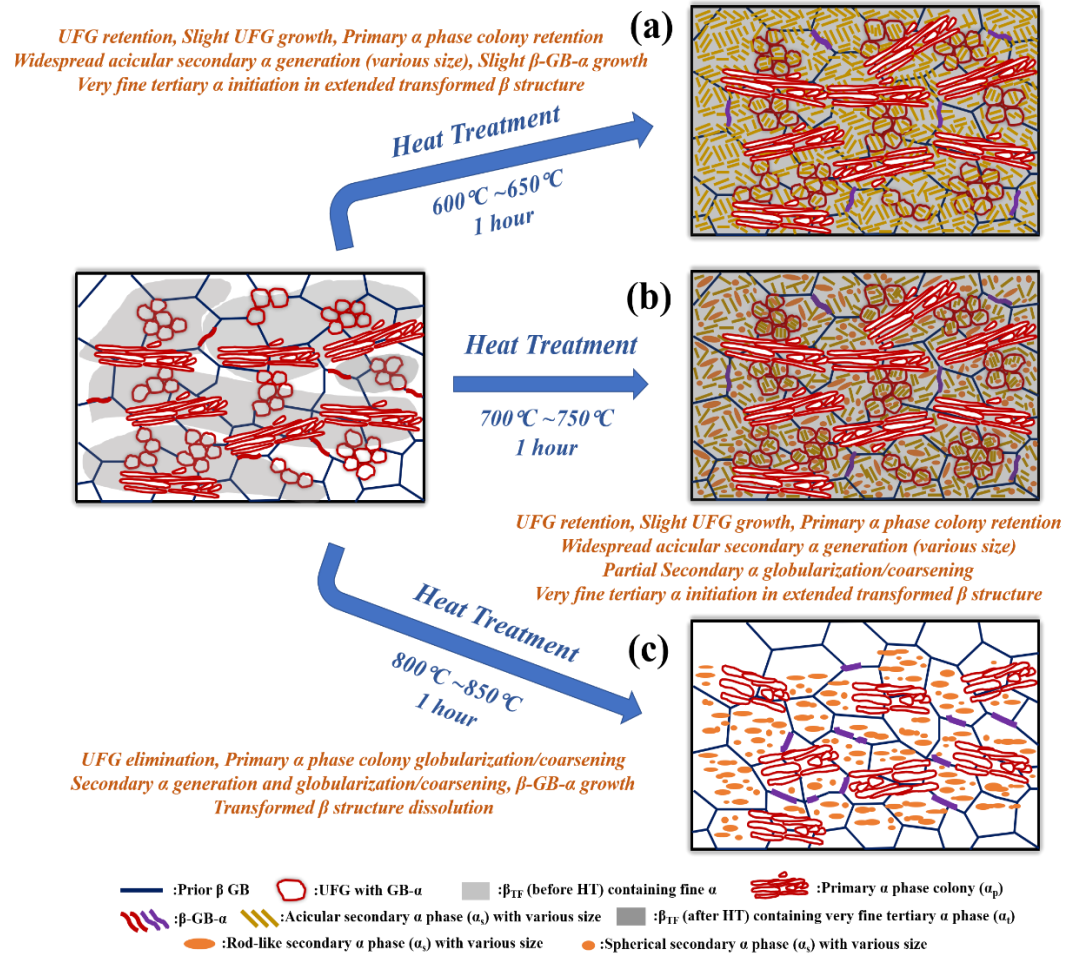 (a)
UFG retention, Slight UFG growth, Primary α phase colony retention
Widespread acicular secondary α generation (various size), Slight β-GB-α growth
Very fine tertiary α initiation in extended transformed β structure
Heat Treatment
600℃ ~650℃
1 hour
(b)
Heat Treatment
700℃ ~750℃
1 hour
UFG retention, Slight UFG growth, Primary α phase colony retention
Widespread acicular secondary α generation (various size)
Partial Secondary α globularization/coarsening
Very fine tertiary α initiation in extended transformed β structure
(c)
Heat Treatment
800℃ ~850℃
1 hour
UFG elimination, Primary α phase colony globularization/coarsening
Secondary α generation and globularization/coarsening, β-GB-α growth
Transformed β structure dissolution
:Prior β GB :UFG with GB-α :β_TF (before HT) containing fine α :Primary α phase colony (α_p)
:β-GB-α :Acicular secondary α phase (α_s) with various size :β_TF (after HT) containing very fine tertiary α phase (α_t)
:Rod-like secondary α phase (α_s) with various size :Spherical secondary α phase (α_s) with various size